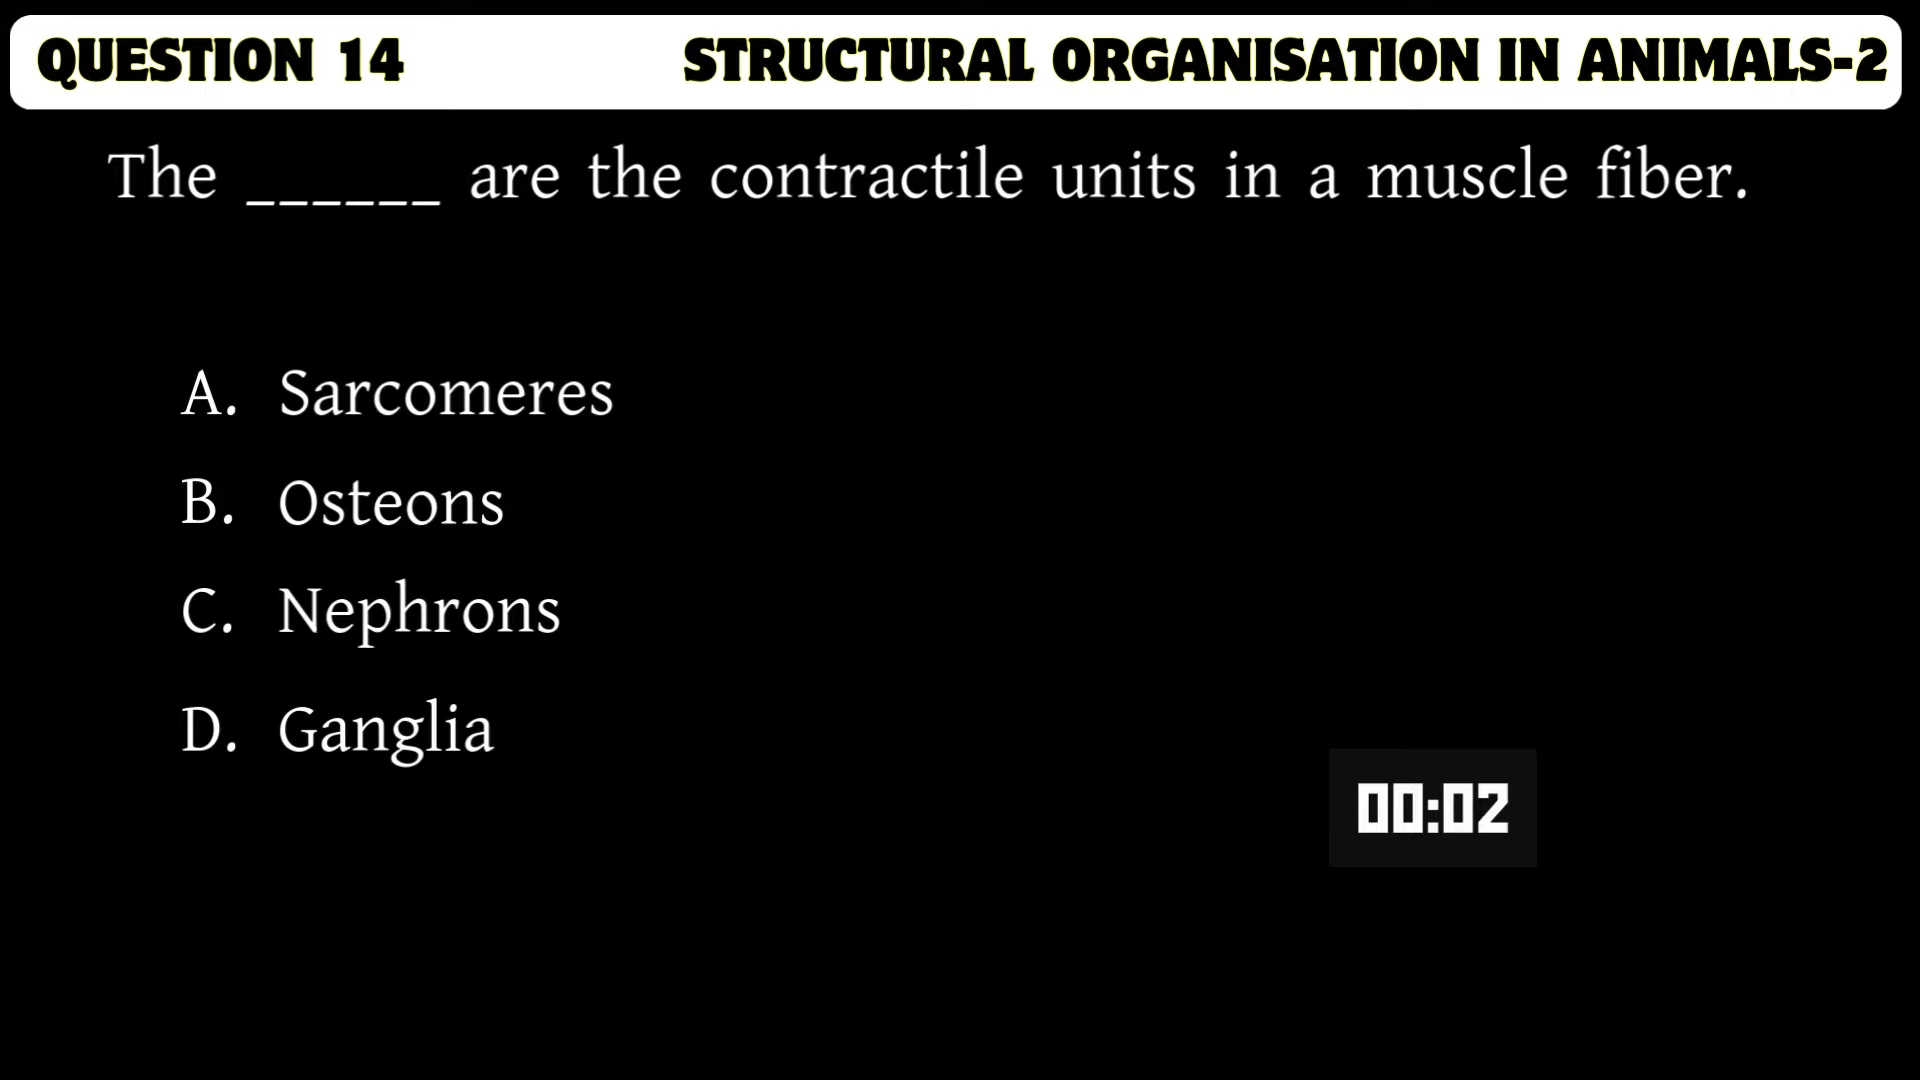 QUESTION 14 STRUCTURAL ORGANISATION IN ANIMALS-2
The ______ are the contractile units in a muscle fiber.
A. Sarcomeres
B. Osteons
C. Nephrons
D. Ganglia
00:02